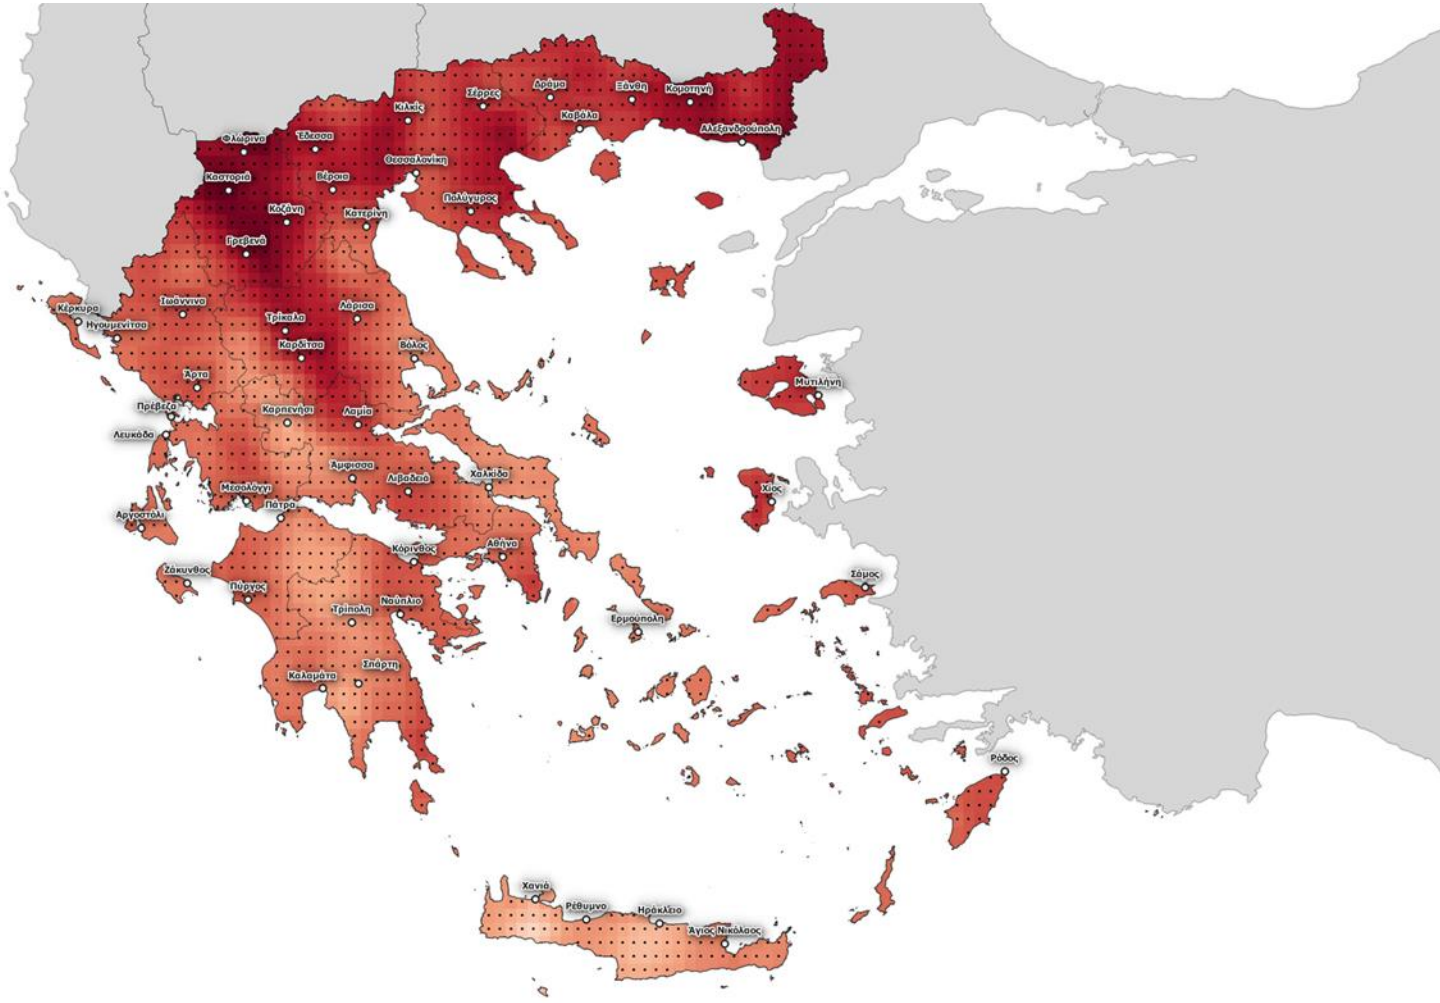 Δράμα
Ξάνθη
Κομοτηνή
Σέρρες
Κιλκίς
Καβάλα
Αλεξανδρούπολη
Φλώρινα
Έδεσσα
Θεσσαλονίκη
Καστοριά
Βέροια
Πολύγυρος
Κοζάνη
Κατερίνη
Γρεβενά
Κέρκυρα
Ιωάννινα
Λάρισα
Ηγουμενίτσα
Τρίκαλα
Καρδίτσα
Βόλος
Άρτα
Μυτιλήνη
Πρέβεζα
Καρπενήσι
Λαμία
Λευκάδα
Άμφισσα
Λιβαδειά
Χαλκίδα
Μεσολόγγι
Χίος
Πάτρα
Αργοστόλι
Κόρινθος
Αθήνα
Ζάκυνθος
Σάμος
Πύργος
Τρίπολη
Ναύπλιο
Ερμούπολη
Καλαμάτα
Σπάρτη
Ρόδος
Χανιά
Ρέθυμνο
Ηράκλειο
Άγιος Νικόλαος